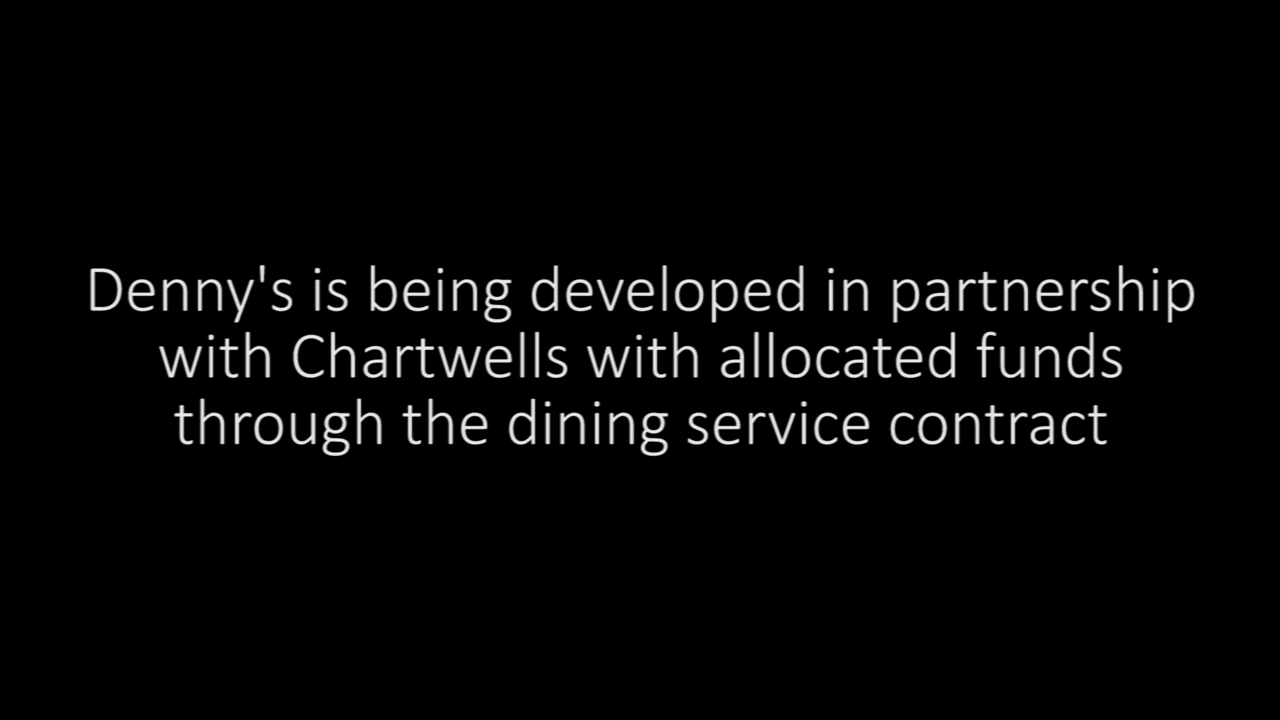 Denny's is being developed in partnership
with Chartwells with allocated funds
through the dining service contract